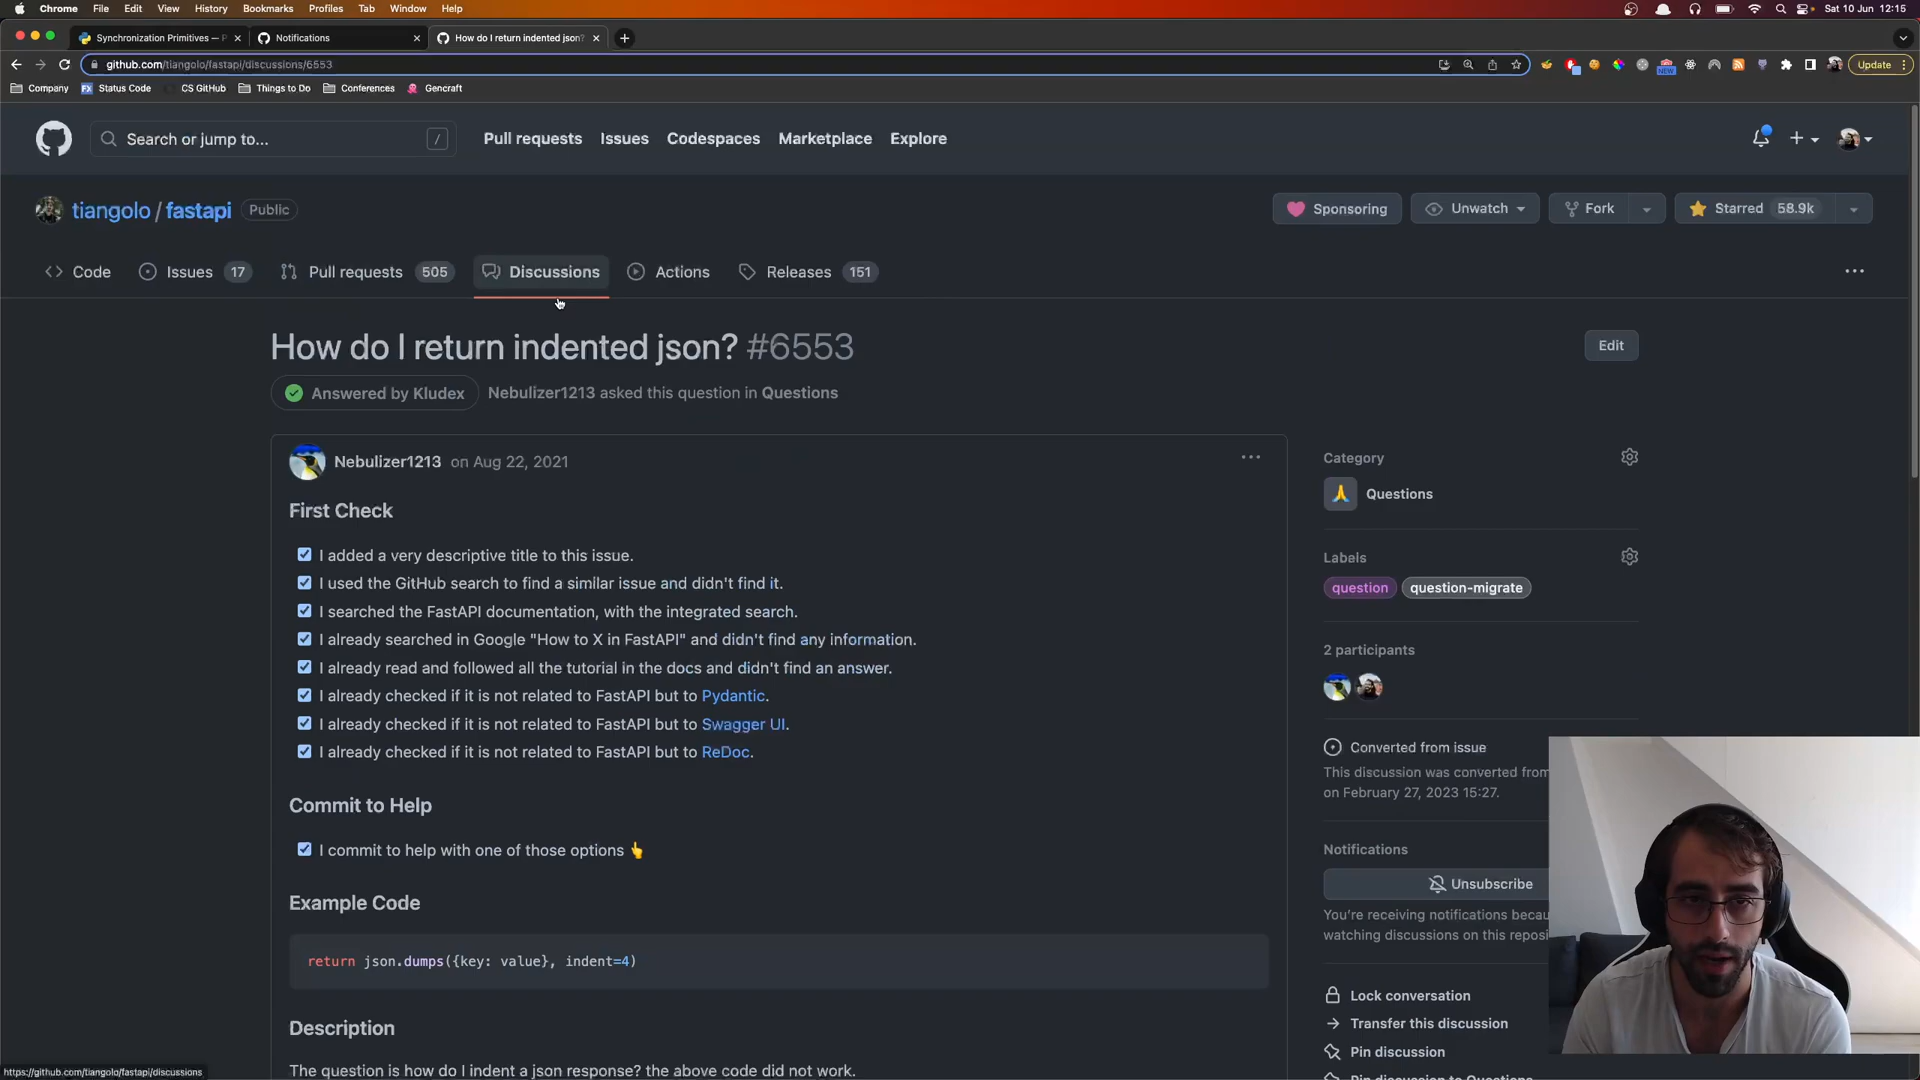 Chrome File Edit View History Bookmarks Profiles Tab Window Help Sat 10 Jun 12:15
Synchronization Primitives — P Notifications How do I return indented json?
github.com/tiangolo/fastapi/discussions/6553 NEW Update
Company FX Status Code CS GitHub Things to Do Conferences Gencraft
Search or jump to... / Pull requests Issues Codespaces Marketplace Explore
tiangolo / fastapi Public Sponsoring Unwatch Fork Starred 58.9k
Code Issues 17 Pull requests 505 Discussions Actions Releases 151
How do I return indented json? #6553 Edit
Answered by Kludex Nebulizer1213 asked this question in Questions
Nebulizer1213 on Aug 22, 2021
First Check
I added a very descriptive title to this issue.
I used the GitHub search to find a similar issue and didn't find it.
I searched the FastAPI documentation, with the integrated search.
I already searched in Google "How to X in FastAPI" and didn't find any information.
I already read and followed all the tutorial in the docs and didn't find an answer.
I already checked if it is not related to FastAPI but to Pydantic.
I already checked if it is not related to FastAPI but to Swagger UI.
I already checked if it is not related to FastAPI but to ReDoc.
Commit to Help
I commit to help with one of those options 👆
Example Code
return json.dumps({key: value}, indent=4)
Description
The question is how do I indent a json response? the above code did not work.
Category
Questions
Labels
question question-migrate
2 participants
Converted from issue
This discussion was converted from
on February 27, 2023 15:27.
Notifications
Unsubscribe
You're receiving notifications becau
watching discussions on this reposi
Lock conversation
Transfer this discussion
Pin discussion
Pin discussion to Questions
https://github.com/tiangolo/fastapi/discussions